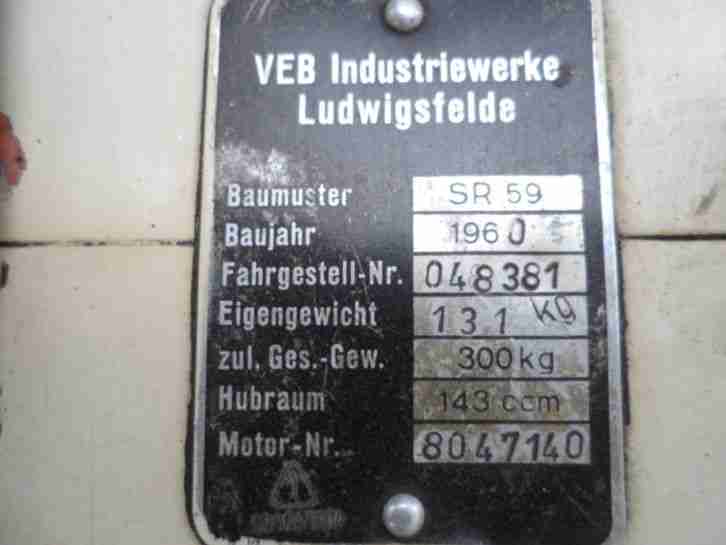 VEB Industriewerke
Ludwigsfelde
Baumuster SR 59
Baujahr 1960
Fahrgestell-Nr. 048381
Eigengewicht 131 kg
zul. Ges.-Gew. 300kg
Hubraum 143 ccm
Motor-Nr. 8047140